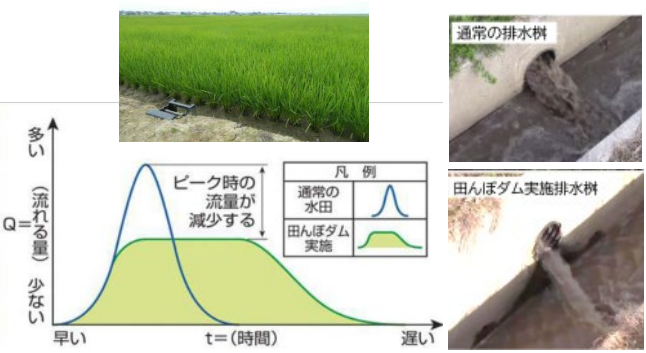 通常の排水桝
田んぼダム実施排水桝
多い
(流れる量)
Q=
少ない
ピーク時の
流量が
減少する
凡 例
通常の
水田
田んぼダム
実施
早い
t=(時間)
遅い